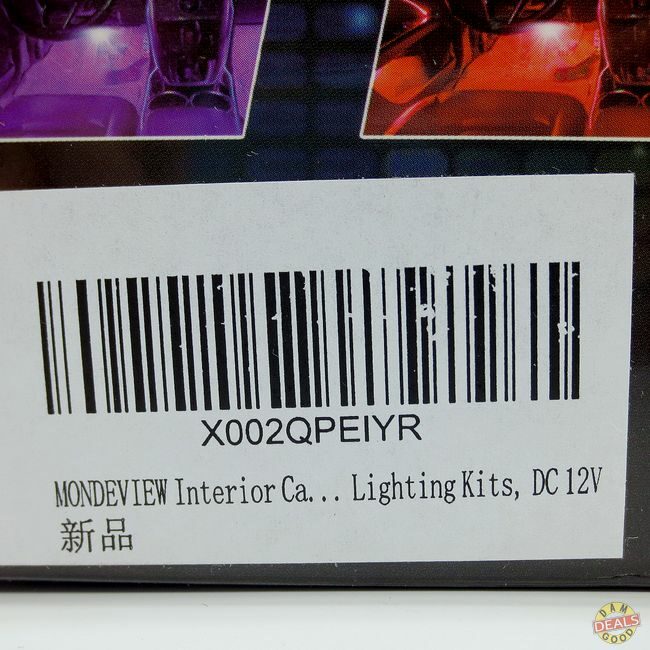 X002QPEIYR
MONDEVIEW Interior Ca... Lighting Kits, DC 12V
新品
DAM
DEALS
GOOD